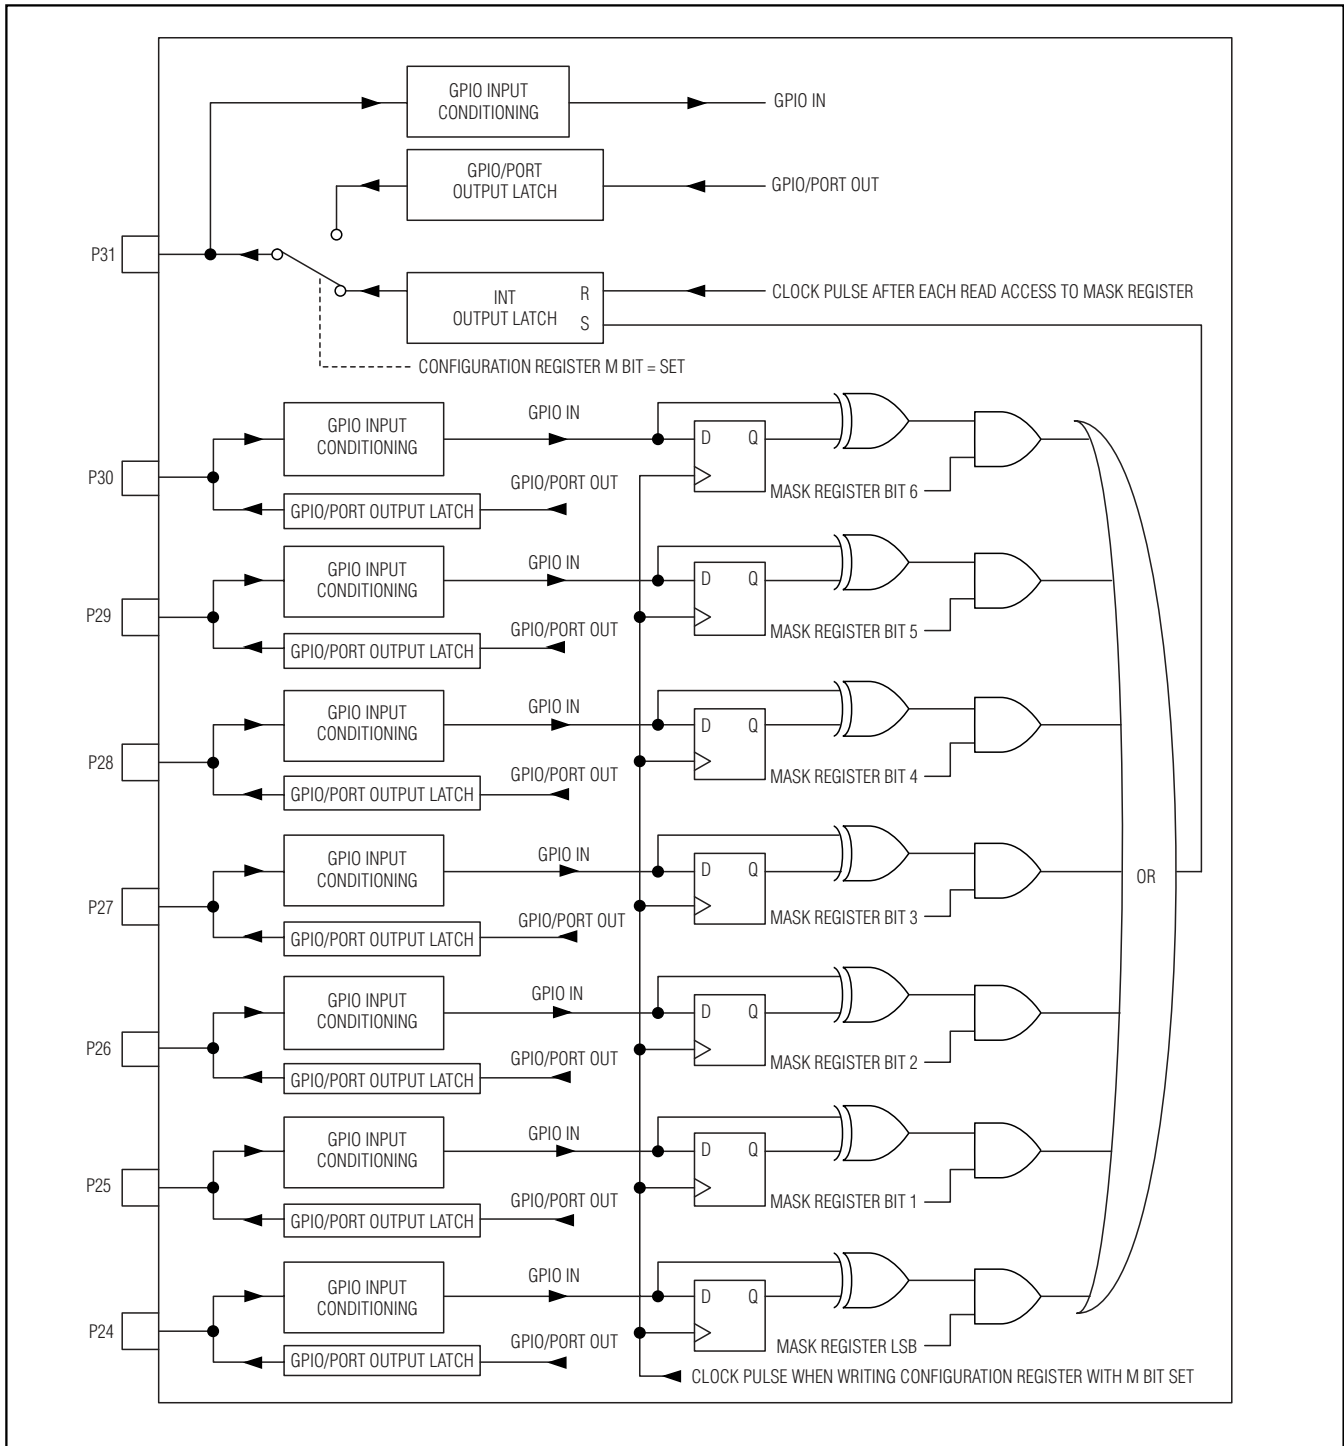 GPIO INPUT
CONDITIONING
GPIO IN
GPIO/PORT
OUTPUT LATCH
GPIO/PORT OUT
P31
INT
OUTPUT LATCH
R
S
CLOCK PULSE AFTER EACH READ ACCESS TO MASK REGISTER
CONFIGURATION REGISTER M BIT = SET
P30
GPIO INPUT
CONDITIONING
GPIO IN
GPIO/PORT OUTPUT LATCH
GPIO/PORT OUT
D Q
MASK REGISTER BIT 6
P29
GPIO INPUT
CONDITIONING
GPIO IN
GPIO/PORT OUTPUT LATCH
GPIO/PORT OUT
D Q
MASK REGISTER BIT 5
P28
GPIO INPUT
CONDITIONING
GPIO IN
GPIO/PORT OUTPUT LATCH
GPIO/PORT OUT
D Q
MASK REGISTER BIT 4
P27
GPIO INPUT
CONDITIONING
GPIO IN
GPIO/PORT OUTPUT LATCH
GPIO/PORT OUT
D Q
MASK REGISTER BIT 3
OR
P26
GPIO INPUT
CONDITIONING
GPIO IN
GPIO/PORT OUTPUT LATCH
GPIO/PORT OUT
D Q
MASK REGISTER BIT 2
P25
GPIO INPUT
CONDITIONING
GPIO IN
GPIO/PORT OUTPUT LATCH
GPIO/PORT OUT
D Q
MASK REGISTER BIT 1
P24
GPIO INPUT
CONDITIONING
GPIO IN
GPIO/PORT OUTPUT LATCH
GPIO/PORT OUT
D Q
MASK REGISTER LSB
CLOCK PULSE WHEN WRITING CONFIGURATION REGISTER WITH M BIT SET